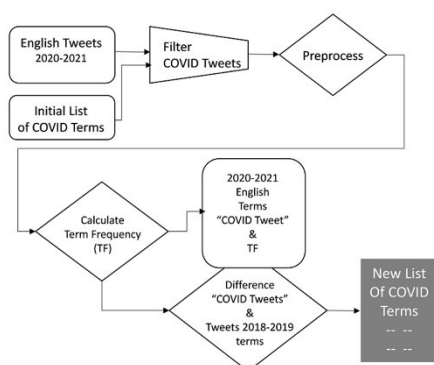 English Tweets
2020-2021
Filter
COVID Tweets
Preprocess
Initial List
of COVID Terms
Calculate
Term Frequency
(TF)
2020-2021
English
Terms
“COVID Tweet”
&
TF
Difference
“COVID Tweets”
&
Tweets 2018-2019
terms
New List
Of COVID
Terms
-- --
-- --